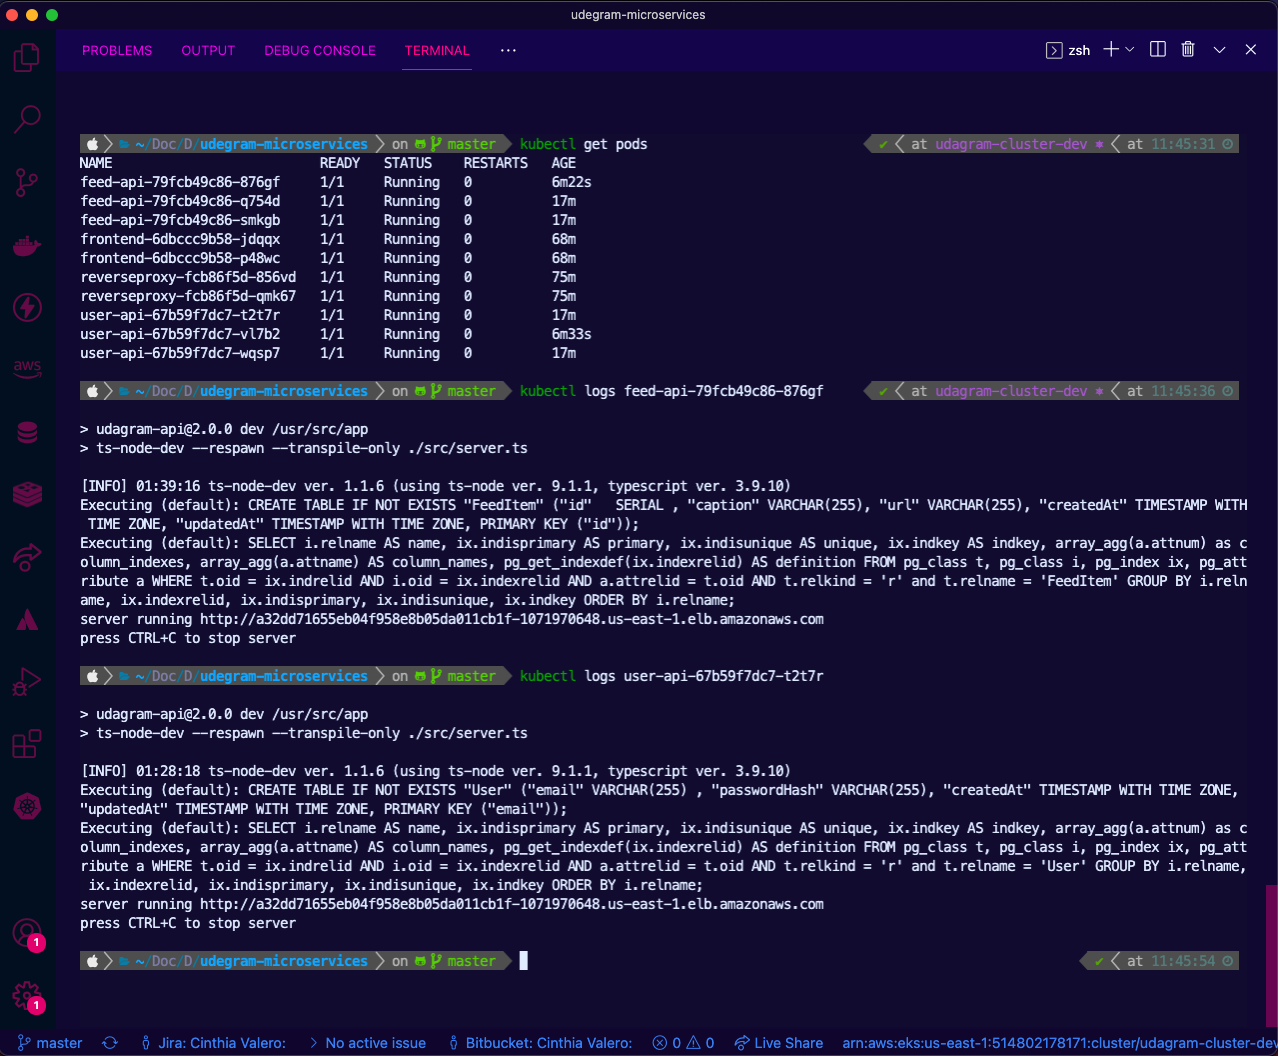 udegram-microservices
PROBLEMS OUTPUT DEBUG CONSOLE TERMINAL ··· zsh
~/Doc/D/udegram-microservices on master kubectl get pods ✔ at udagram-cluster-dev ⎈ at 11:45:31
NAME READY STATUS RESTARTS AGE
feed-api-79fcb49c86-876gf 1/1 Running 0 6m22s
feed-api-79fcb49c86-q754d 1/1 Running 0 17m
feed-api-79fcb49c86-smkgb 1/1 Running 0 17m
frontend-6dbccc9b58-jdqqx 1/1 Running 0 68m
frontend-6dbccc9b58-p48wc 1/1 Running 0 68m
reverseproxy-fcb86f5d-856vd 1/1 Running 0 75m
reverseproxy-fcb86f5d-qmk67 1/1 Running 0 75m
user-api-67b59f7dc7-t2t7r 1/1 Running 0 17m
user-api-67b59f7dc7-vl7b2 1/1 Running 0 6m33s
user-api-67b59f7dc7-wqsp7 1/1 Running 0 17m
aws
~/Doc/D/udegram-microservices on master kubectl logs feed-api-79fcb49c86-876gf ✔ at udagram-cluster-dev ⎈ at 11:45:36
> udagram-api@2.0.0 dev /usr/src/app
> ts-node-dev --respawn --transpile-only ./src/server.ts
[INFO] 01:39:16 ts-node-dev ver. 1.1.6 (using ts-node ver. 9.1.1, typescript ver. 3.9.10)
Executing (default): CREATE TABLE IF NOT EXISTS "FeedItem" ("id"   SERIAL , "caption" VARCHAR(255), "url" VARCHAR(255), "createdAt" TIMESTAMP WITH
TIME ZONE, "updatedAt" TIMESTAMP WITH TIME ZONE, PRIMARY KEY ("id"));
Executing (default): SELECT i.relname AS name, ix.indisprimary AS primary, ix.indisunique AS unique, ix.indkey AS indkey, array_agg(a.attnum) as c
olumn_indexes, array_agg(a.attname) AS column_names, pg_get_indexdef(ix.indexrelid) AS definition FROM pg_class t, pg_class i, pg_index ix, pg_att
ribute a WHERE t.oid = ix.indrelid AND i.oid = ix.indexrelid AND a.attrelid = t.oid AND t.relkind = 'r' and t.relname = 'FeedItem' GROUP BY i.reln
ame, ix.indexrelid, ix.indisprimary, ix.indisunique, ix.indkey ORDER BY i.relname;
server running http://a32dd71655eb04f958e8b05da011cb1f-1071970648.us-east-1.elb.amazonaws.com
press CTRL+C to stop server
~/Doc/D/udegram-microservices on master kubectl logs user-api-67b59f7dc7-t2t7r
> udagram-api@2.0.0 dev /usr/src/app
> ts-node-dev --respawn --transpile-only ./src/server.ts
[INFO] 01:28:18 ts-node-dev ver. 1.1.6 (using ts-node ver. 9.1.1, typescript ver. 3.9.10)
Executing (default): CREATE TABLE IF NOT EXISTS "User" ("email" VARCHAR(255) , "passwordHash" VARCHAR(255), "createdAt" TIMESTAMP WITH TIME ZONE,
"updatedAt" TIMESTAMP WITH TIME ZONE, PRIMARY KEY ("email"));
Executing (default): SELECT i.relname AS name, ix.indisprimary AS primary, ix.indisunique AS unique, ix.indkey AS indkey, array_agg(a.attnum) as c
olumn_indexes, array_agg(a.attname) AS column_names, pg_get_indexdef(ix.indexrelid) AS definition FROM pg_class t, pg_class i, pg_index ix, pg_att
ribute a WHERE t.oid = ix.indrelid AND i.oid = ix.indexrelid AND a.attrelid = t.oid AND t.relkind = 'r' and t.relname = 'User' GROUP BY i.relname,
ix.indexrelid, ix.indisprimary, ix.indisunique, ix.indkey ORDER BY i.relname;
server running http://a32dd71655eb04f958e8b05da011cb1f-1071970648.us-east-1.elb.amazonaws.com
press CTRL+C to stop server
1
~/Doc/D/udegram-microservices on master ✔ at 11:45:54
1
master Jira: Cinthia Valero: No active issue Bitbucket: Cinthia Valero: 0 0 Live Share arn:aws:eks:us-east-1:514802178171:cluster/udagram-cluster-dev